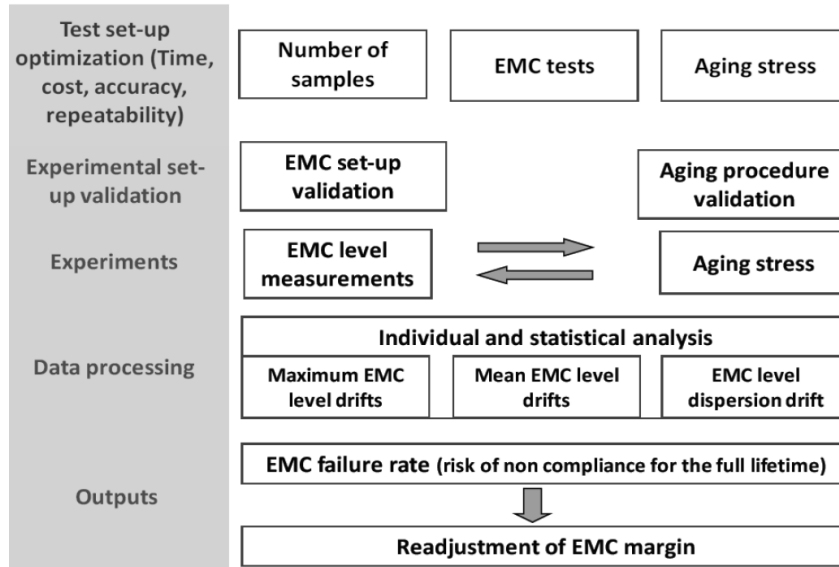 Test set-up
optimization (Time,
cost, accuracy,
repeatability)
Number of
samples
EMC tests
Aging stress
Experimental set-
up validation
EMC set-up
validation
Aging procedure
validation
Experiments
EMC level
measurements
Aging stress
Data processing
Individual and statistical analysis
Maximum EMC
level drifts
Mean EMC level
drifts
EMC level
dispersion drift
Outputs
EMC failure rate (risk of non compliance for the full lifetime)
Readjustment of EMC margin